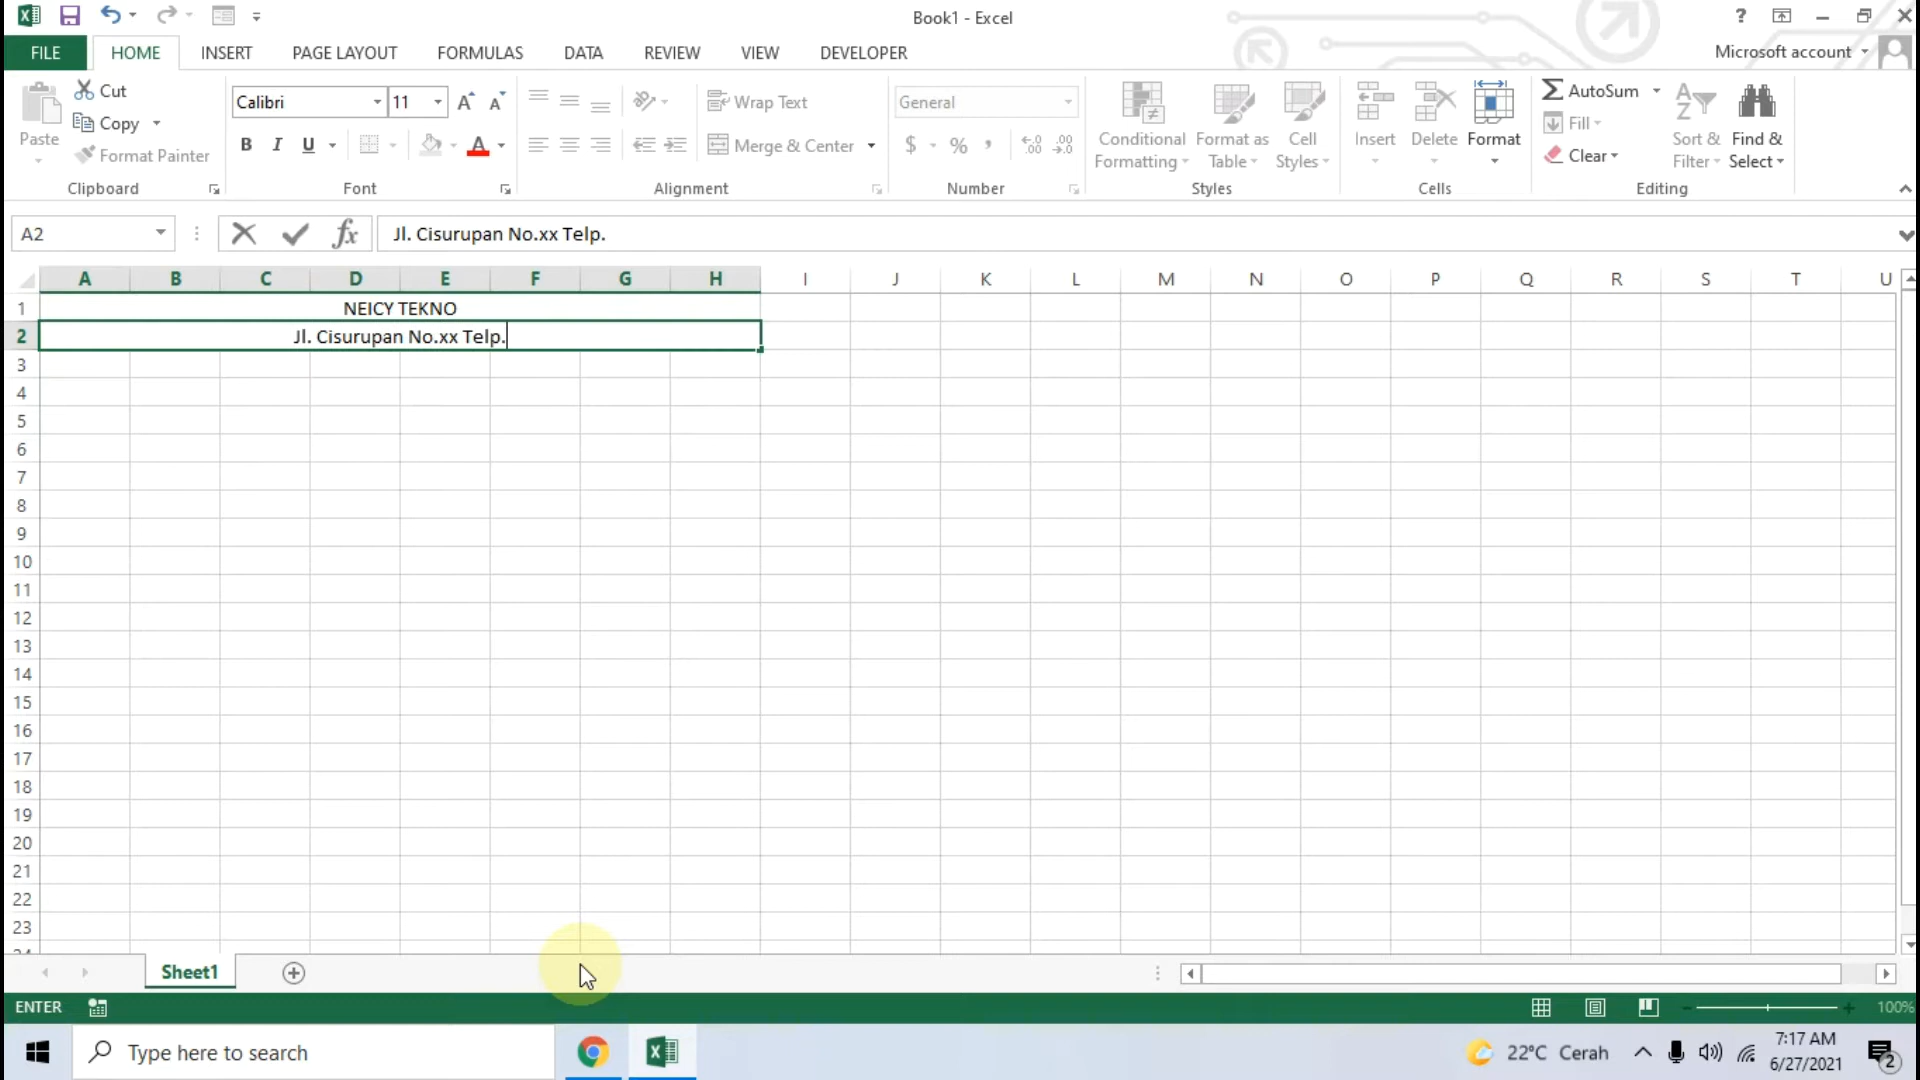 Book1 - Excel
?
FILE HOME INSERT PAGE LAYOUT FORMULAS DATA REVIEW VIEW DEVELOPER Microsoft account
Paste
Cut
Copy
Format Painter
Clipboard
Calibri 11
B I U A
Font
Wrap Text
Merge & Center
Alignment
General
$ % ,
Number
Conditional Formatting
Format as Table
Cell Styles
Styles
Insert
Delete
Format
Cells
AutoSum
Fill
Clear
Sort & Filter
Find & Select
Editing
A2 fx Jl. Cisurupan No.xx Telp.
A B C D E F G H I J K L M N O P Q R S T U
1 NEICY TEKNO
2 Jl. Cisurupan No.xx Telp.
3
4
5
6
7
8
9
10
11
12
13
14
15
16
17
18
19
20
21
22
23
Sheet1
ENTER 100%
Type here to search
22°C Cerah
7:17 AM
6/27/2021
2